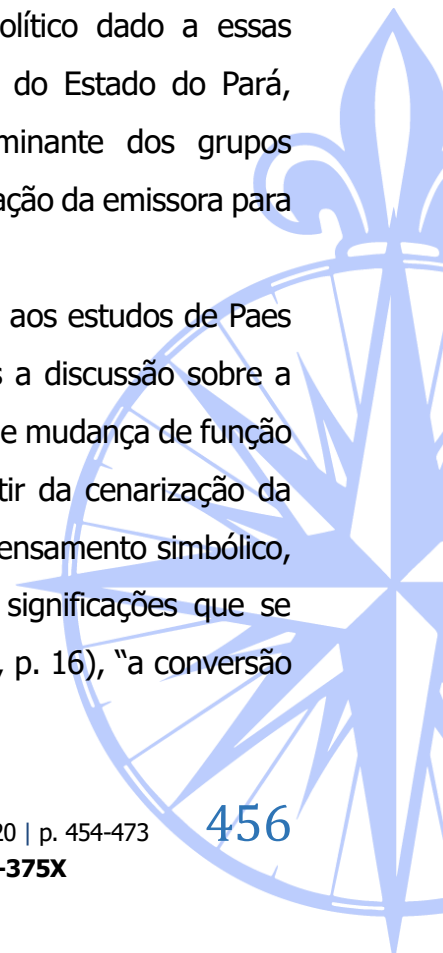 olítico dado a essas
do Estado do Pará,
minante dos grupos
ação da emissora para
aos estudos de Paes
s a discussão sobre a
e mudança de função
tir da cenarização da
ensamento simbólico,
significações que se
, p. 16), “a conversão
20 | p. 454-473 456
-375X